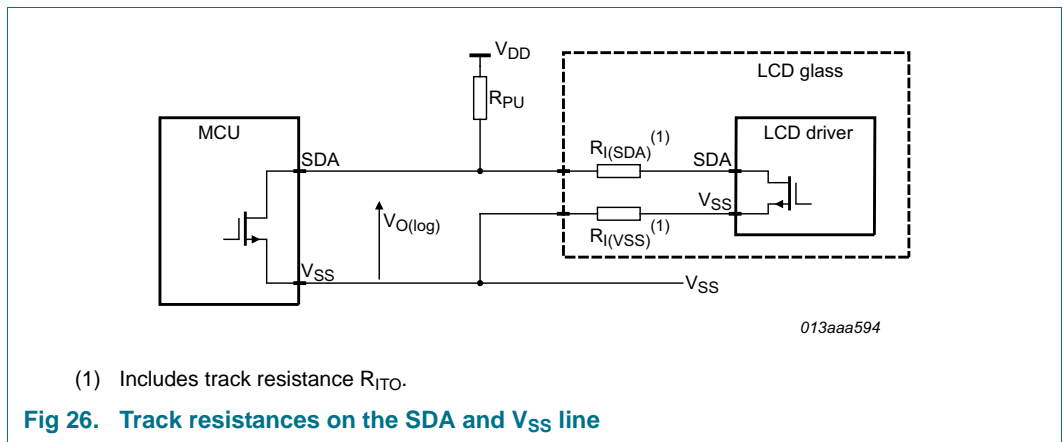 VDD
LCD glass
RPU
MCU
LCD driver
RI(SDA)(1)
SDA
SDA
VSS
VO(log)
RI(VSS)(1)
VSS
VSS
013aaa594
(1) Includes track resistance RITO.
Fig 26. Track resistances on the SDA and VSS line